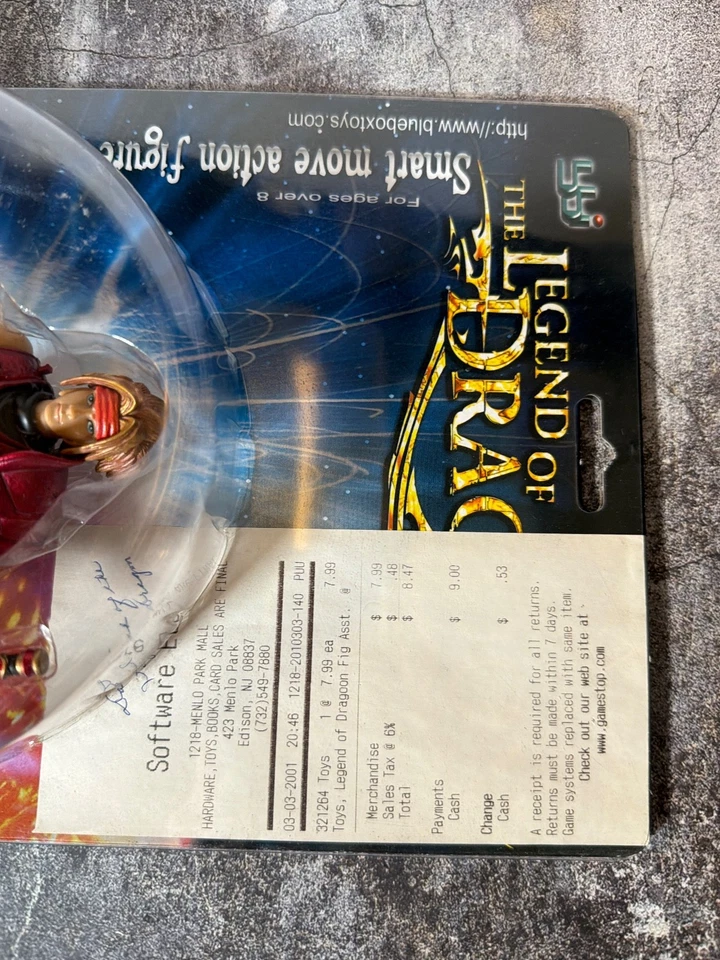 http://www.blueboxtoys.com
Smart move action figure
For ages over 8
bbi
THE
LEGEND OF
DRAG
of the
Dragon
Software E
1218-MENLO PARK MALL
HARDWARE,TOYS,BOOKS,CARD SALES ARE FINAL
423 Menlo Park
Edison, NJ 08837
(732)549-7880
03-03-2001 20:46 1218-2010303-140 PUU
321264 Toys 1 @ 7.99 ea 7.99
Toys, Legend of Dragoon Fig Asst. @
Merchandise $ 7.99
Sales Tax @ 6% $ .48
Total $ 8.47
Payments
Cash $ 9.00
Change
Cash $ .53
A receipt is required for all returns.
Returns must be made within 7 days.
Game systems replaced with same item.
Check out our web site at
www.gamestop.com